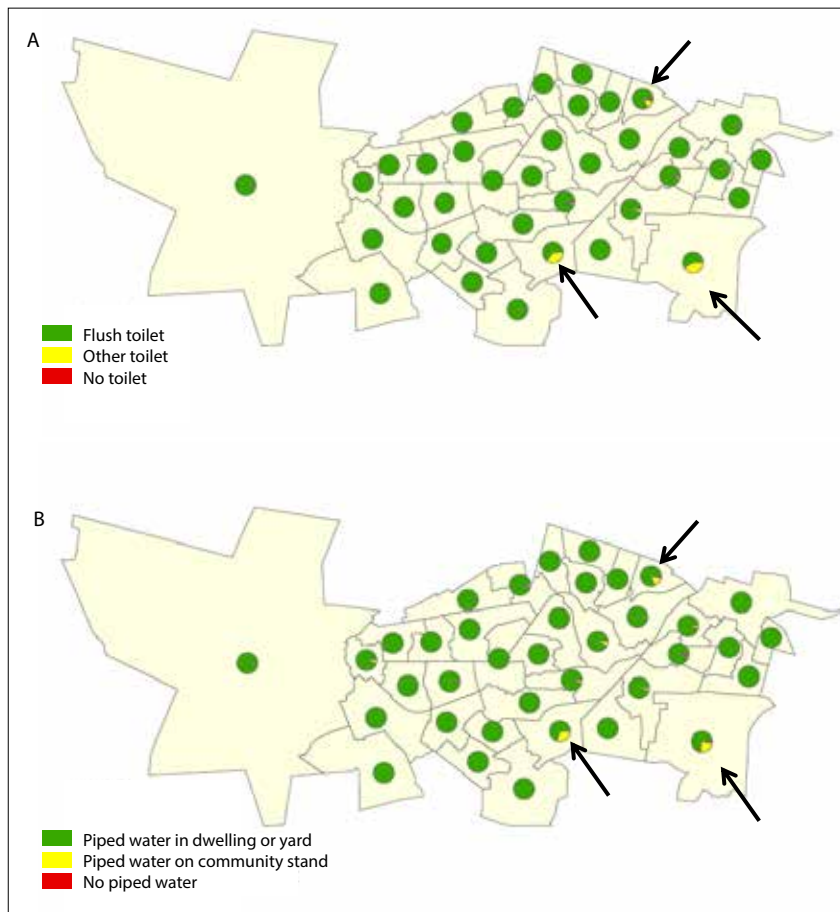 A
Flush toilet
Other toilet
No toilet
B
Piped water in dwelling or yard
Piped water on community stand
No piped water